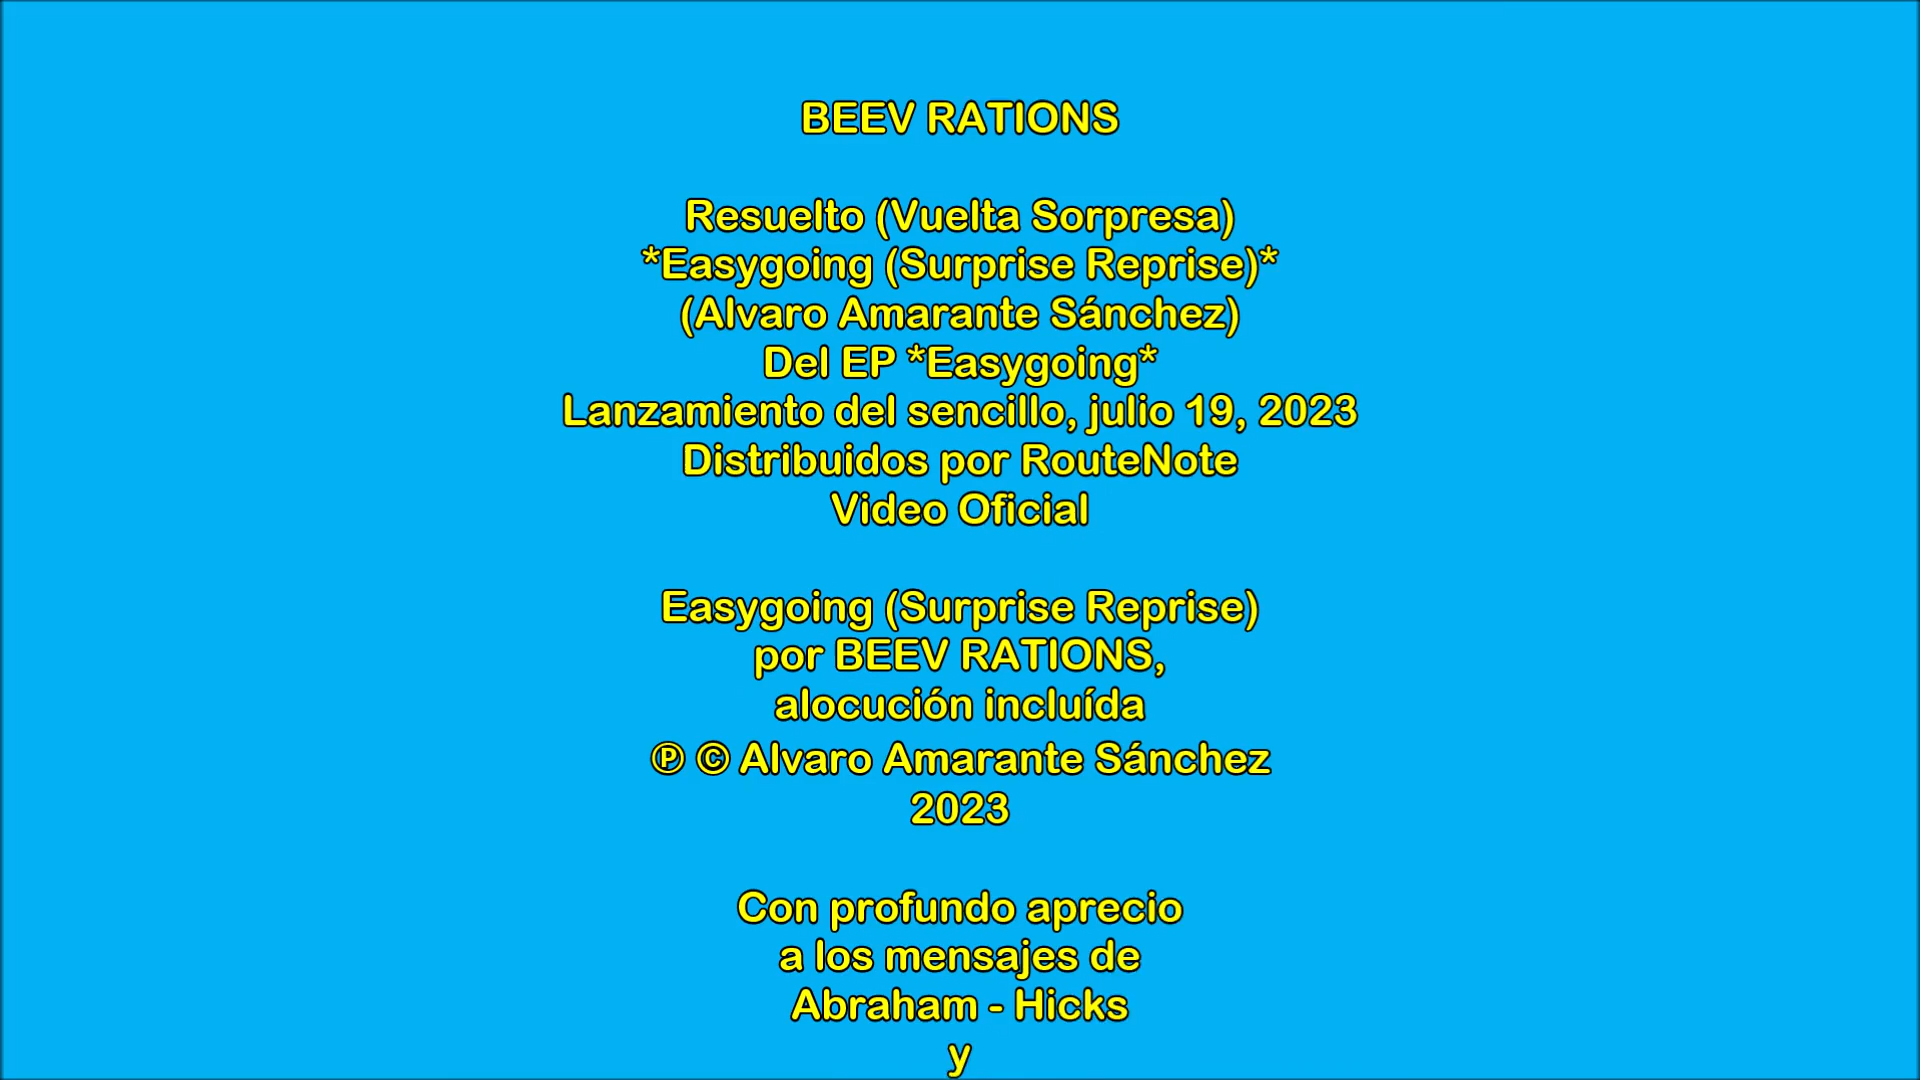 BEEV RATIONS
Resuelto (Vuelta Sorpresa)
*Easygoing (Surprise Reprise)*
(Alvaro Amarante Sánchez)
Del EP *Easygoing*
Lanzamiento del sencillo, julio 19, 2023
Distribuidos por RouteNote
Video Oficial
Easygoing (Surprise Reprise)
por BEEV RATIONS,
alocución incluída
℗ © Alvaro Amarante Sánchez
2023
Con profundo aprecio
a los mensajes de
Abraham - Hicks
y